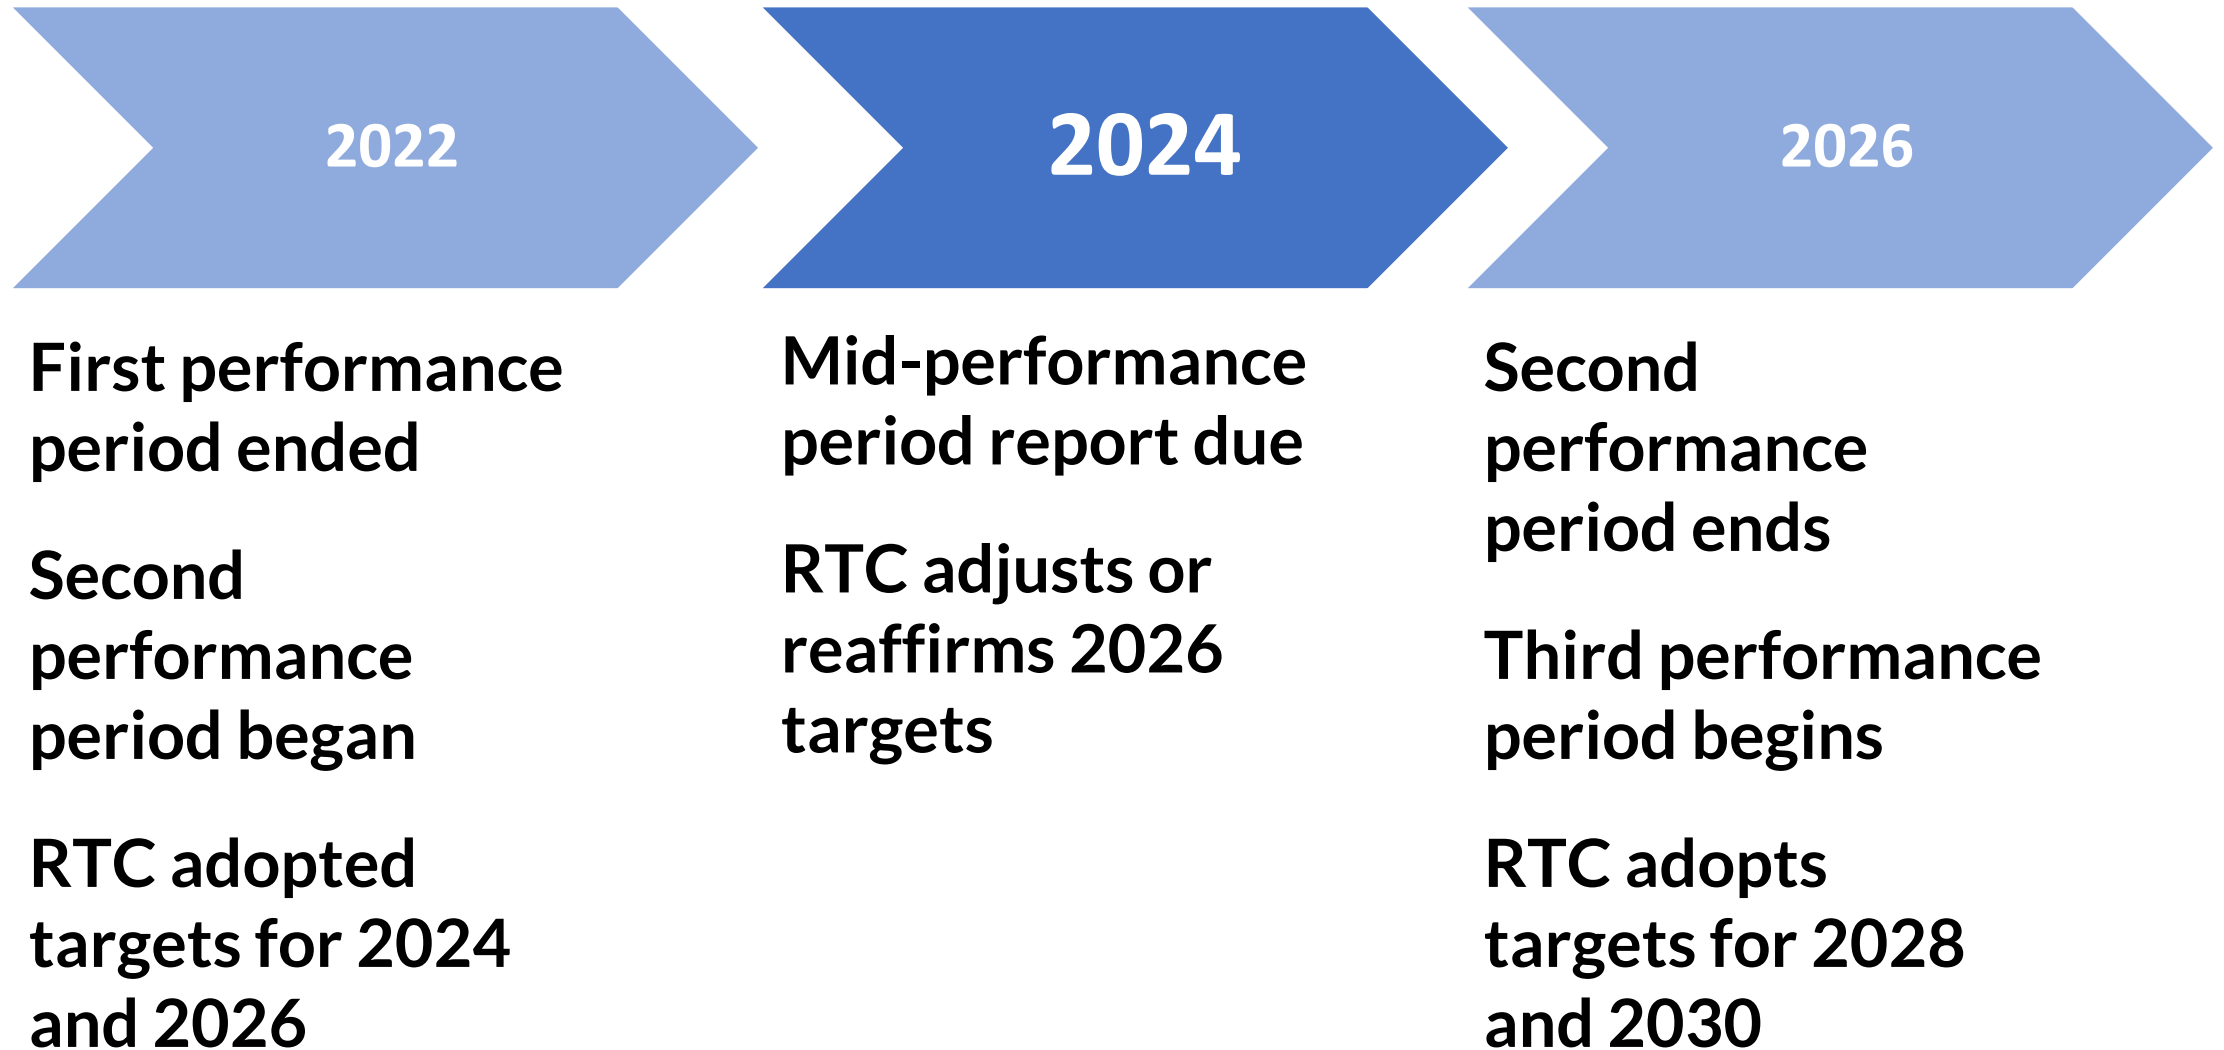 2022
First performance
period ended
Second
performance
period began
RTC adopted
targets for 2024
and 2026
2024
Mid-performance
period report due
RTC adjusts or
reaffirms 2026
targets
2026
Second
performance
period ends
Third performance
period begins
RTC adopts
targets for 2028
and 2030